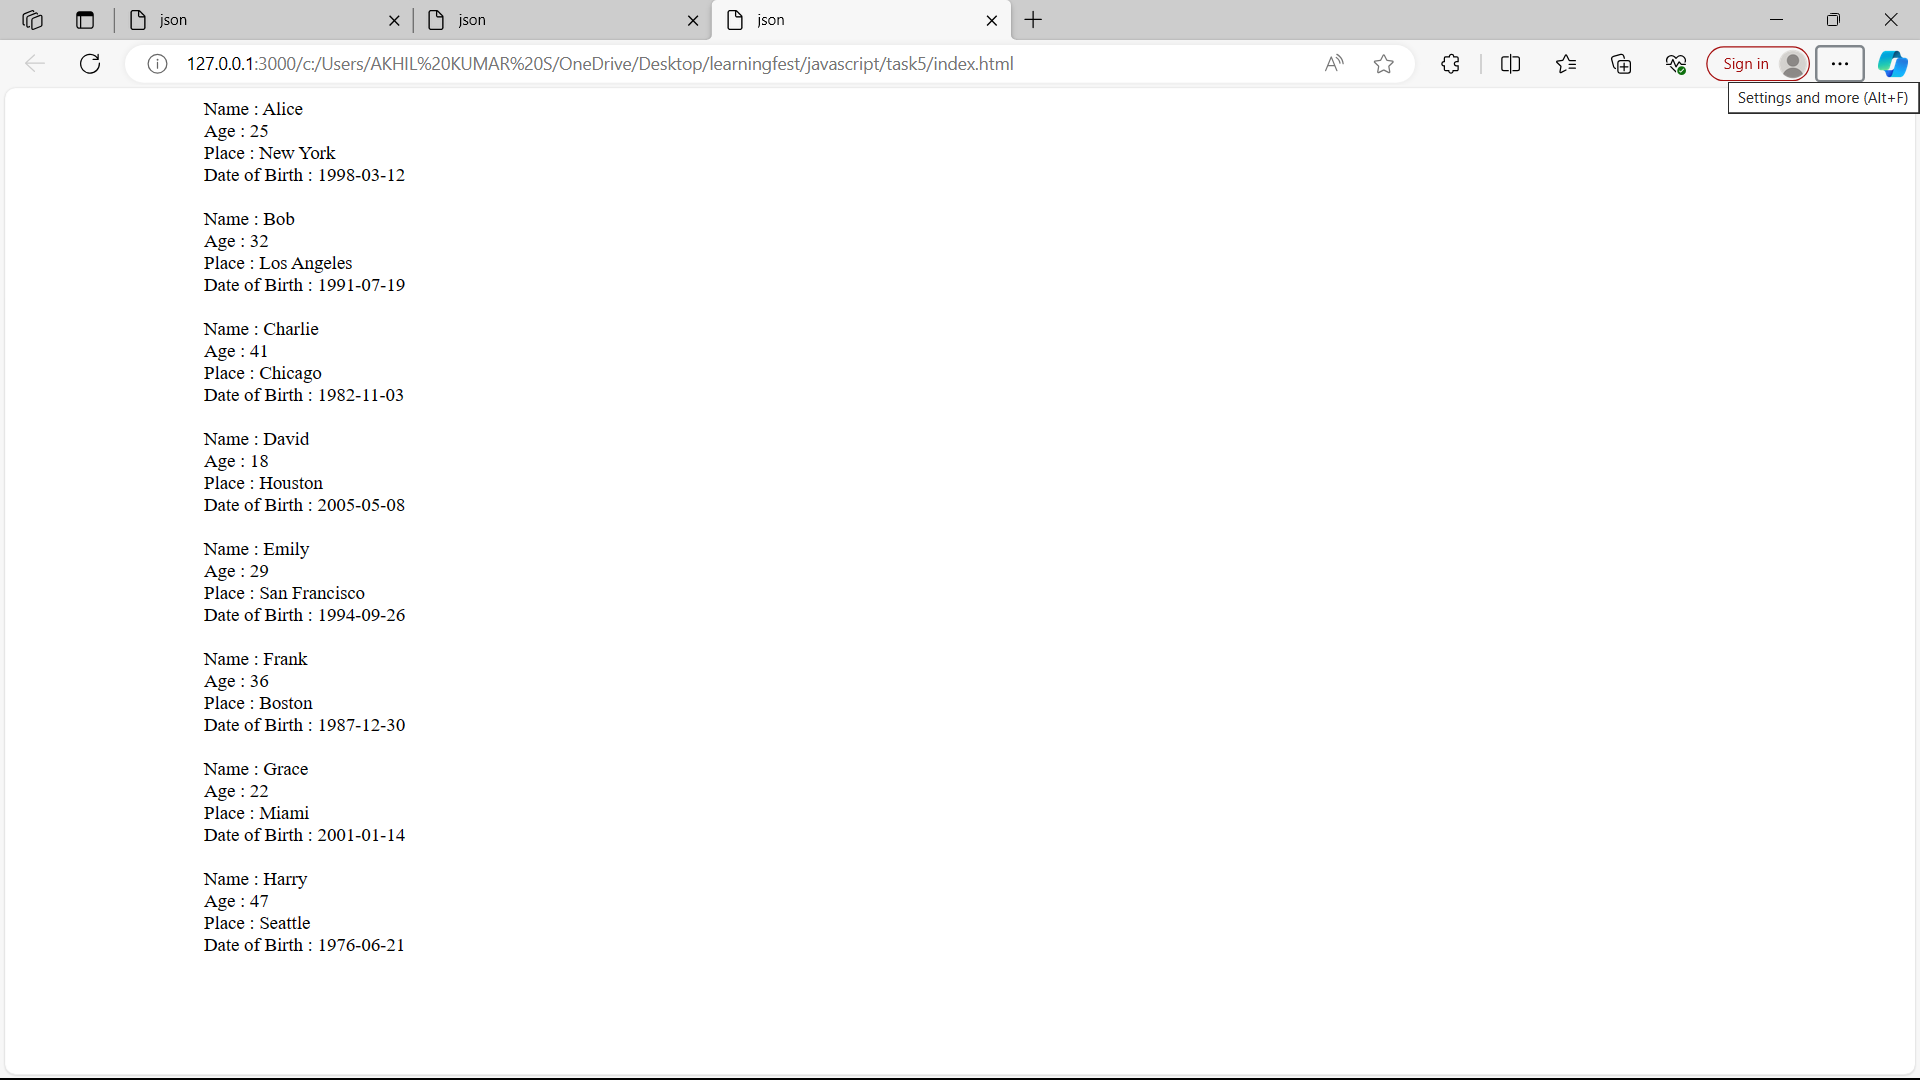 json
json
json
127.0.0.1:3000/c:/Users/AKHIL%20KUMAR%20S/OneDrive/Desktop/learningfest/javascript/task5/index.html
Sign in
Settings and more (Alt+F)
Name : Alice
Age : 25
Place : New York
Date of Birth : 1998-03-12
Name : Bob
Age : 32
Place : Los Angeles
Date of Birth : 1991-07-19
Name : Charlie
Age : 41
Place : Chicago
Date of Birth : 1982-11-03
Name : David
Age : 18
Place : Houston
Date of Birth : 2005-05-08
Name : Emily
Age : 29
Place : San Francisco
Date of Birth : 1994-09-26
Name : Frank
Age : 36
Place : Boston
Date of Birth : 1987-12-30
Name : Grace
Age : 22
Place : Miami
Date of Birth : 2001-01-14
Name : Harry
Age : 47
Place : Seattle
Date of Birth : 1976-06-21